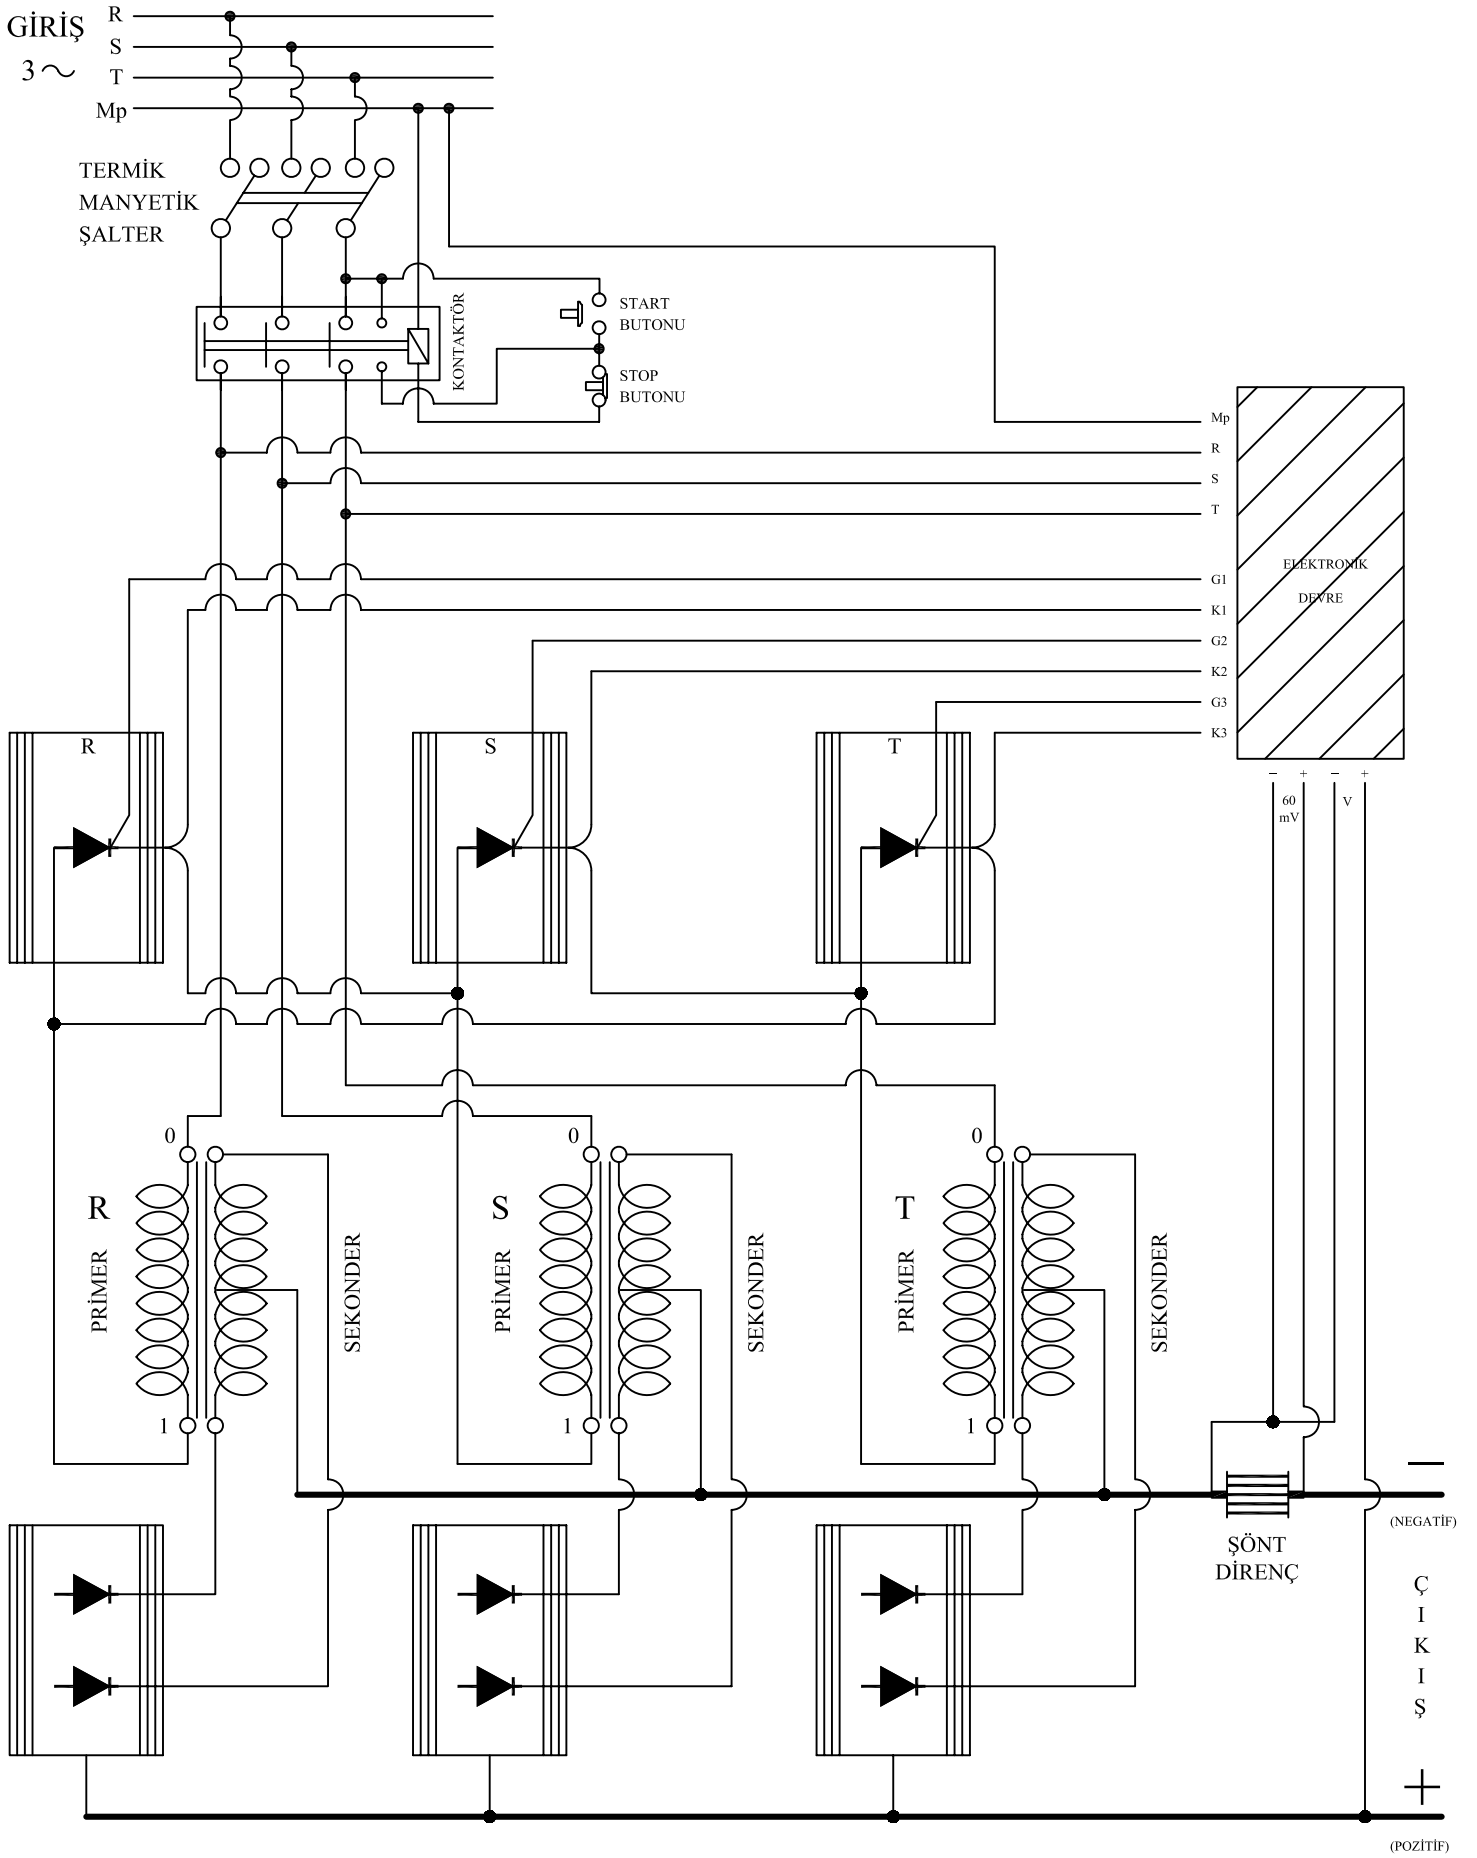 GİRİŞ
3 ~
R
S
T
Mp
TERMİK
MANYETİK
ŞALTER
KONTAKTÖR
START
BUTONU
STOP
BUTONU
Mp
R
S
T
G1
K1
G2
K2
G3
K3
ELEKTRONİK
DEVRE
− + − +
60
mV
V
R
S
T
0
0
0
R
PRİMER
SEKONDER
S
PRİMER
SEKONDER
T
PRİMER
SEKONDER
1
1
1
−
(NEGATİF)
ŞÖNT
DİRENÇ
Ç
I
K
I
Ş
+
(POZİTİF)